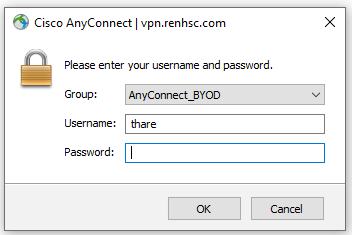 Cisco AnyConnect | vpn.renhsc.com
Please enter your username and password.
Group: AnyConnect_BYOD
Username: thare
Password:
OK Cancel